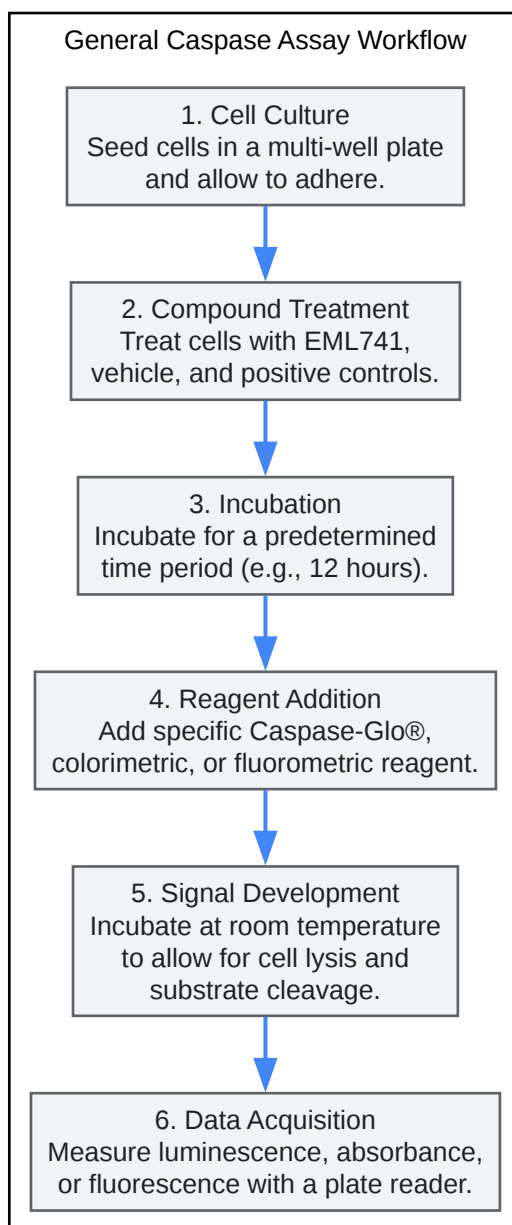 General Caspase Assay Workflow
1. Cell Culture
Seed cells in a multi-well plate
and allow to adhere.
2. Compound Treatment
Treat cells with EML741,
vehicle, and positive controls.
3. Incubation
Incubate for a predetermined
time period (e.g., 12 hours).
4. Reagent Addition
Add specific Caspase-Glo®,
colorimetric, or fluorometric reagent.
5. Signal Development
Incubate at room temperature
to allow for cell lysis and
substrate cleavage.
6. Data Acquisition
Measure luminescence, absorbance,
or fluorescence with a plate reader.